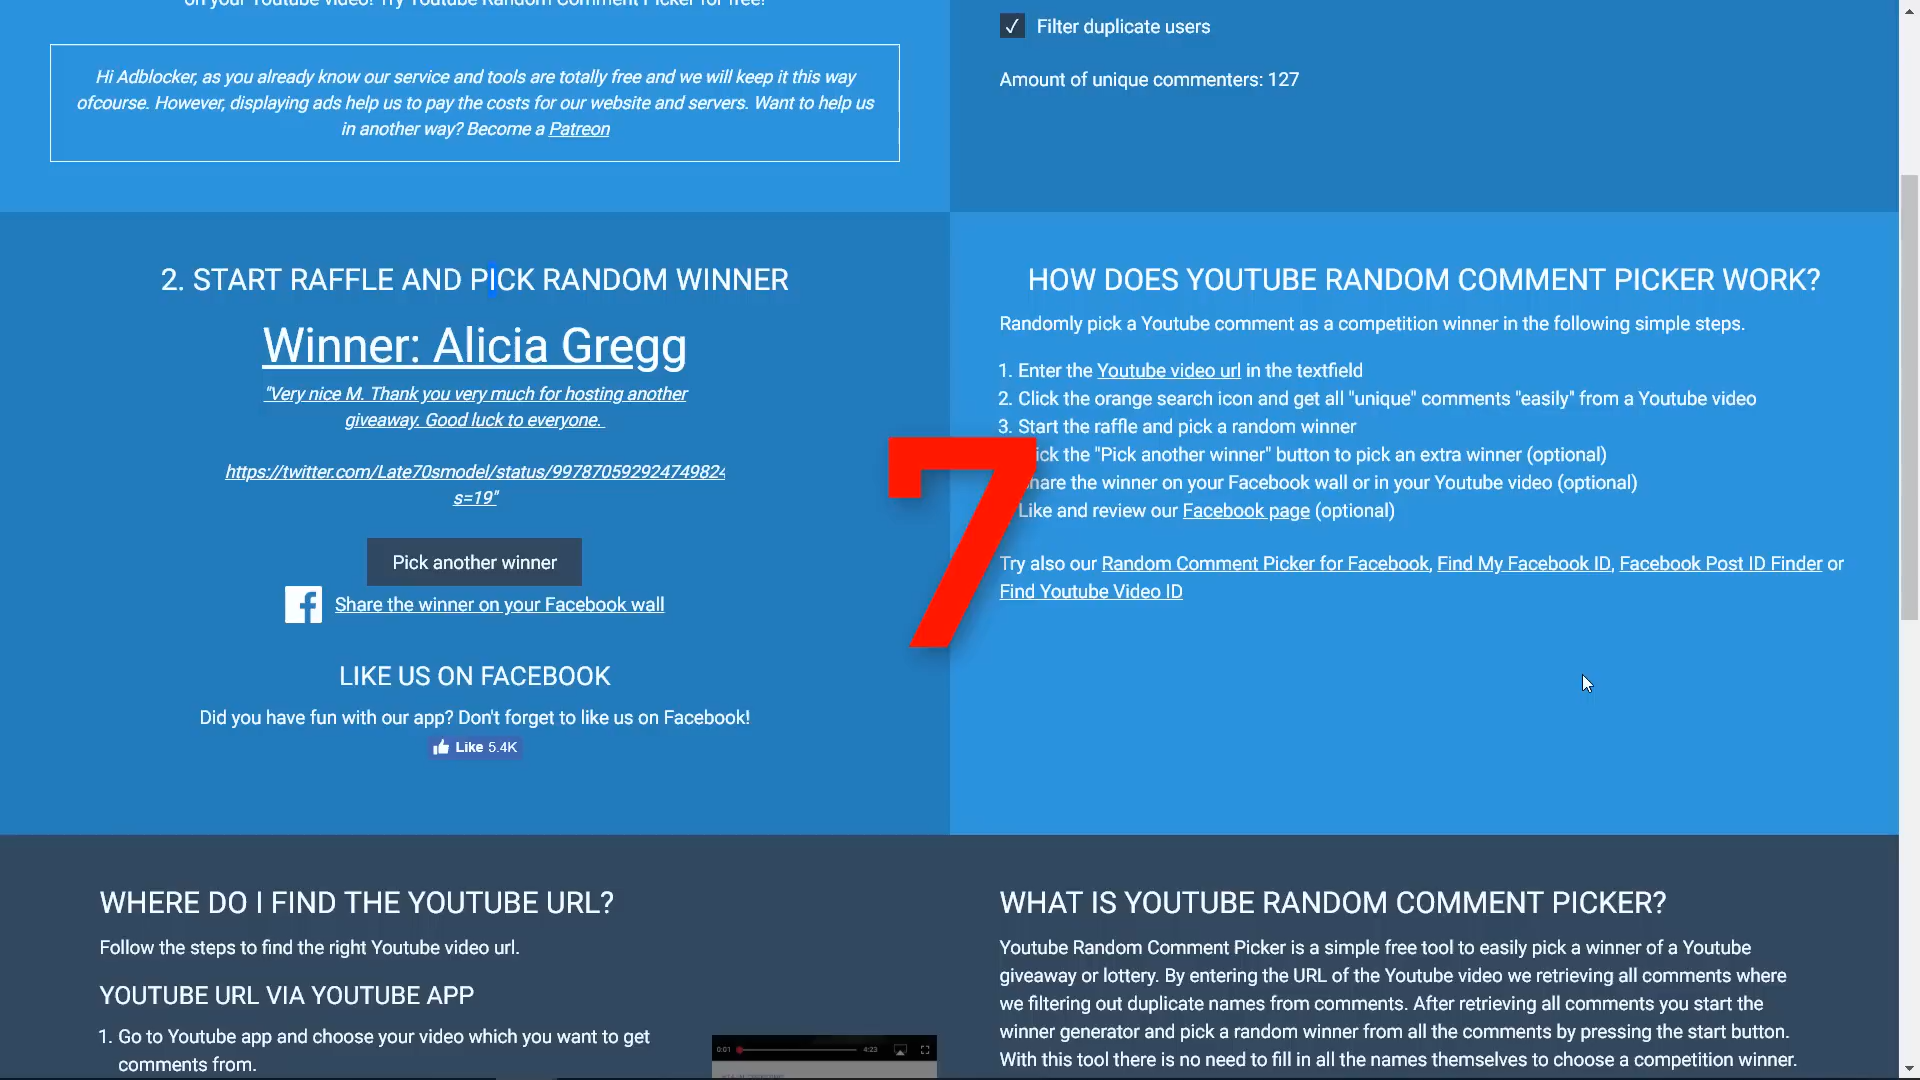 on your Youtube video! Try Youtube Random Comment Picker for free!
Hi Adblocker, as you already know our service and tools are totally free and we will keep it this way
ofcourse. However, displaying ads help us to pay the costs for our website and servers. Want to help us
in another way? Become a Patreon
Filter duplicate users
Amount of unique commenters: 127
2. START RAFFLE AND PICK RANDOM WINNER
Winner: Alicia Gregg
"Very nice M. Thank you very much for hosting another
giveaway. Good luck to everyone.
https://twitter.com/Late70smodel/status/997870592924749824
s=19"
Pick another winner
Share the winner on your Facebook wall
LIKE US ON FACEBOOK
Did you have fun with our app? Don't forget to like us on Facebook!
Like 5.4K
7
HOW DOES YOUTUBE RANDOM COMMENT PICKER WORK?
Randomly pick a Youtube comment as a competition winner in the following simple steps.
1. Enter the Youtube video url in the textfield
2. Click the orange search icon and get all "unique" comments "easily" from a Youtube video
3. Start the raffle and pick a random winner
the "Pick another winner" button to pick an extra winner (optional)
the winner on your Facebook wall or in your Youtube video (optional)
Like and review our Facebook page (optional)
Try also our Random Comment Picker for Facebook, Find My Facebook ID, Facebook Post ID Finder or
Find Youtube Video ID
WHERE DO I FIND THE YOUTUBE URL?
Follow the steps to find the right Youtube video url.
YOUTUBE URL VIA YOUTUBE APP
1. Go to Youtube app and choose your video which you want to get
comments from.
0:01 4:23
WHAT IS YOUTUBE RANDOM COMMENT PICKER?
Youtube Random Comment Picker is a simple free tool to easily pick a winner of a Youtube
giveaway or lottery. By entering the URL of the Youtube video we retrieving all comments where
we filtering out duplicate names from comments. After retrieving all comments you start the
winner generator and pick a random winner from all the comments by pressing the start button.
With this tool there is no need to fill in all the names themselves to choose a competition winner.